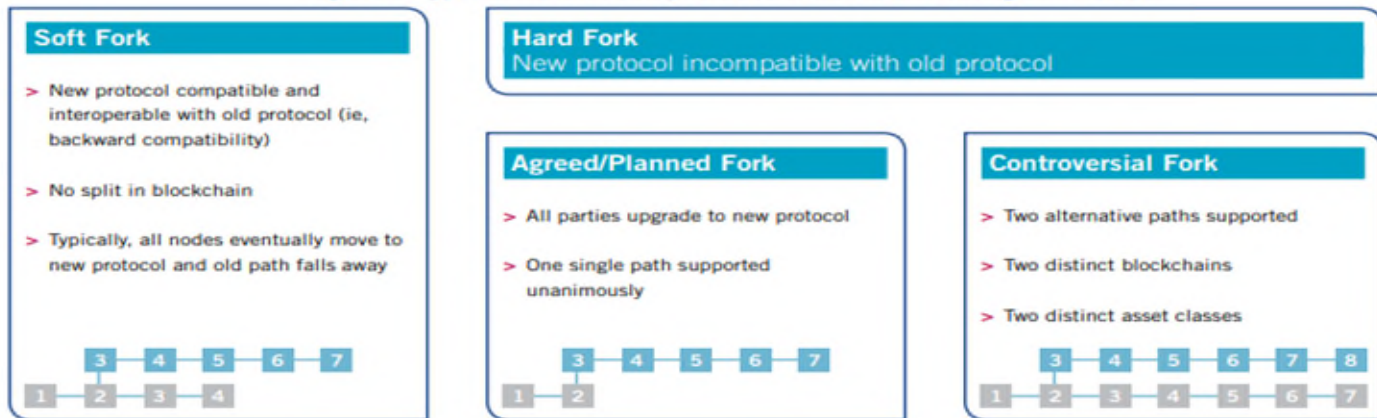 Soft Fork
> New protocol compatible and
interoperable with old protocol (ie,
backward compatibility)
> No split in blockchain
> Typically, all nodes eventually move to
new protocol and old path falls away
3 4 5 6 7
1 2 3 4
Hard Fork
New protocol incompatible with old protocol
Agreed/Planned Fork
> All parties upgrade to new protocol
> One single path supported
unanimously
3 4 5 6 7
1 2
Controversial Fork
> Two alternative paths supported
> Two distinct blockchains
> Two distinct asset classes
3 4 5 6 7 8
1 2 3 4 5 6 7